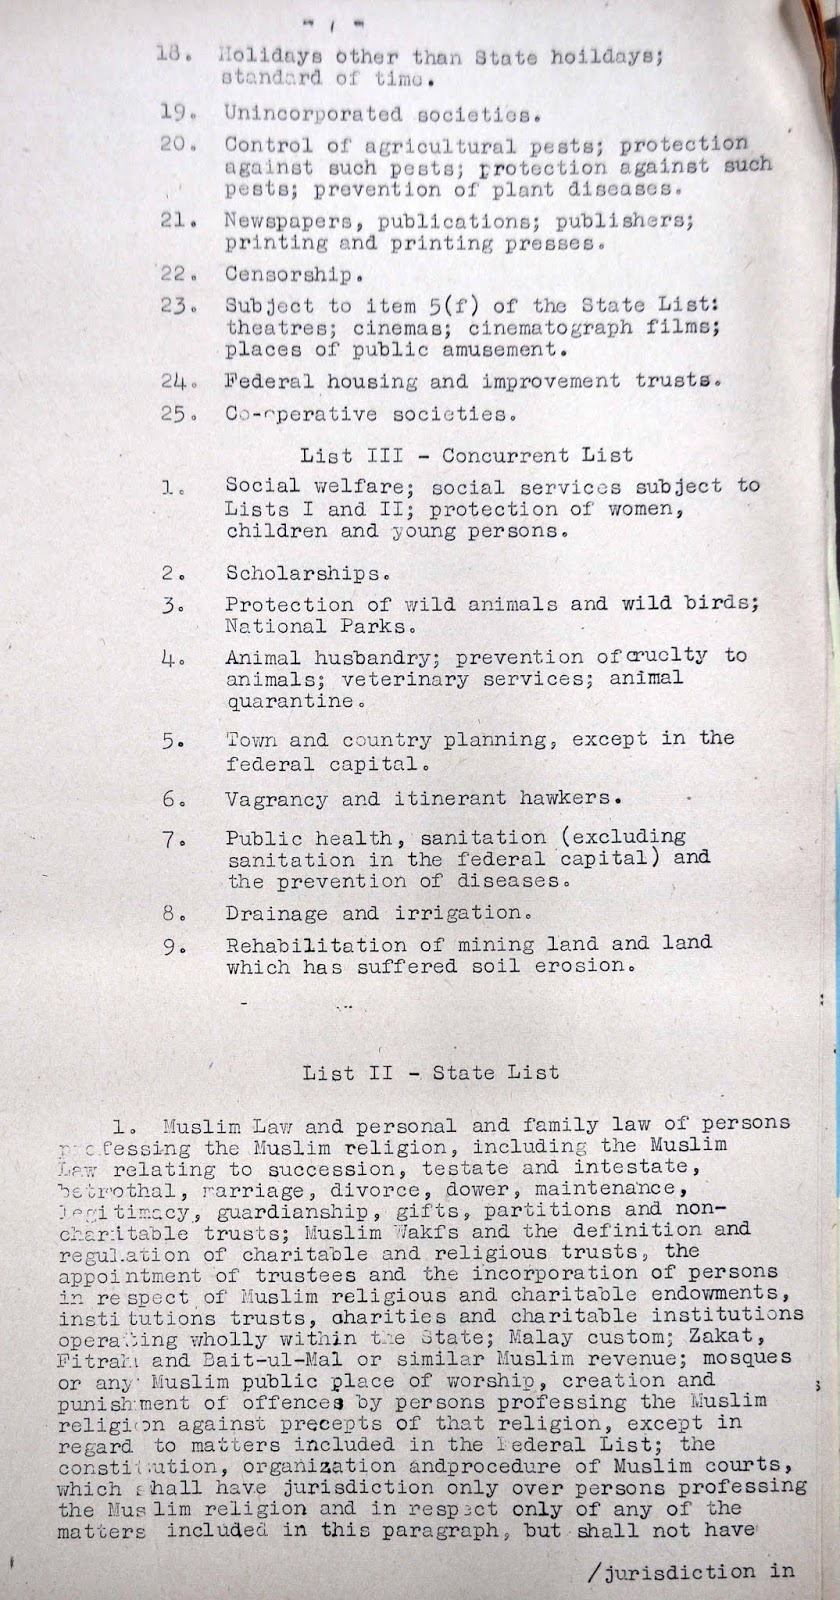 - 7 -
18. Holidays other than State hoildays;
standard of time.
19. Unincorporated societies.
20. Control of agricultural pests; protection
against such pests; protection against such
pests; prevention of plant diseases.
21. Newspapers, publications; publishers;
printing and printing presses.
22. Censorship.
23. Subject to item 5(f) of the State List:
theatres; cinemas; cinematograph films;
places of public amusement.
24. Federal housing and improvement trusts.
25. Co-operative societies.
List III - Concurrent List
1. Social welfare; social services subject to
Lists I and II; protection of women,
children and young persons.
2. Scholarships.
3. Protection of wild animals and wild birds;
National Parks.
4. Animal husbandry; prevention of cruelty to
animals; veterinary services; animal
quarantine.
5. Town and country planning, except in the
federal capital.
6. Vagrancy and itinerant hawkers.
7. Public health, sanitation (excluding
sanitation in the federal capital) and
the prevention of diseases.
8. Drainage and irrigation.
9. Rehabilitation of mining land and land
which has suffered soil erosion.
List II - State List
1. Muslim Law and personal and family law of persons
professing the Muslim religion, including the Muslim
Law relating to succession, testate and intestate,
betrothal, marriage, divorce, dower, maintenance,
legitimacy, guardianship, gifts, partitions and non-
charitable trusts; Muslim Wakfs and the definition and
regulation of charitable and religious trusts, the
appointment of trustees and the incorporation of persons
in respect of Muslim religious and charitable endowments,
institutions trusts, charities and charitable institutions
operating wholly within the State; Malay custom; Zakat,
Fitrah and Bait-ul-Mal or similar Muslim revenue; mosques
or any Muslim public place of worship, creation and
punishment of offences by persons professing the Muslim
religion against precepts of that religion, except in
regard to matters included in the Federal List; the
constitution, organization andprocedure of Muslim courts,
which shall have jurisdiction only over persons professing
the Muslim religion and in respect only of any of the
matters included in this paragraph, but shall not have
/jurisdiction in